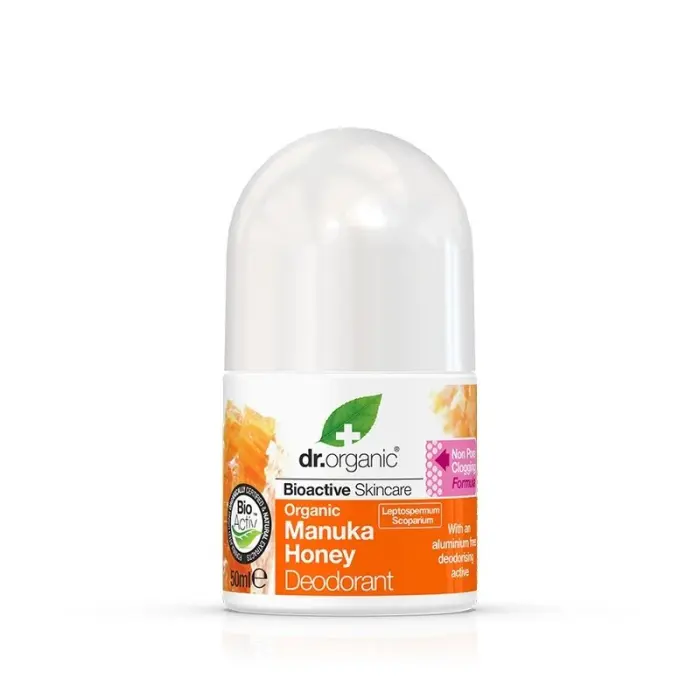 dr.organic®
Bioactive Skincare
Organic
Manuka
Honey
Deodorant
Leptospermum
Scoparium
Non Pore
Clogging
Formula
With an
aluminium free
deodorising
active
Bio
Activ
™
50ml e